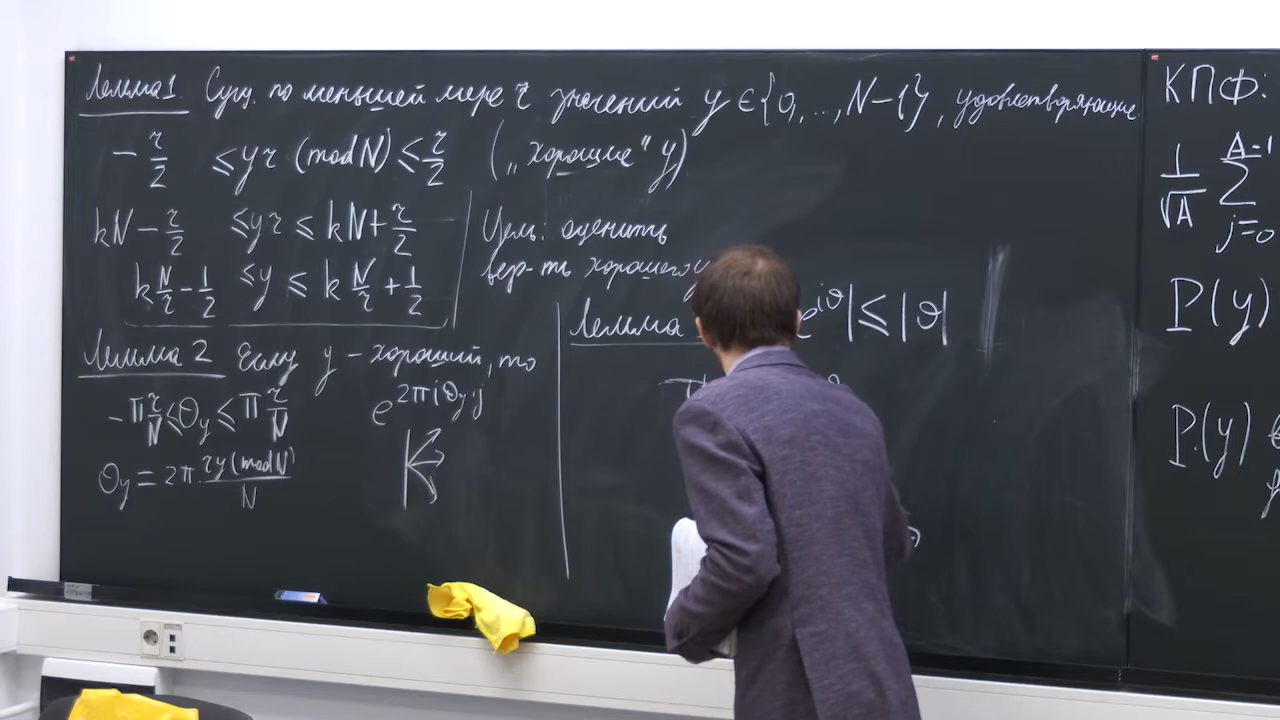 Лемма 1 Сущ. по меньшей мере r значений y ∈ {0, ..., N-1}, удовлетворяющие
- r/2 ≤ yr (mod N) ≤ r/2 („хорошие" y)
kN - r/2 ≤ yr ≤ kN + r/2
k N/r - 1/2 ≤ y ≤ k N/r + 1/2
Цель: оценить
вер-ть хорошего y
Лемма 2 Если y - хороший, то
-π r/N ≤ θy ≤ π r/N
e^{2πiθy·j}
θy = 2π · ry (mod N) / N
Лемма
e^{iθ}| ≤ |θ|
КПФ:
1/√A ∑_{j=0}^{A-1}
P(y)
P(y)